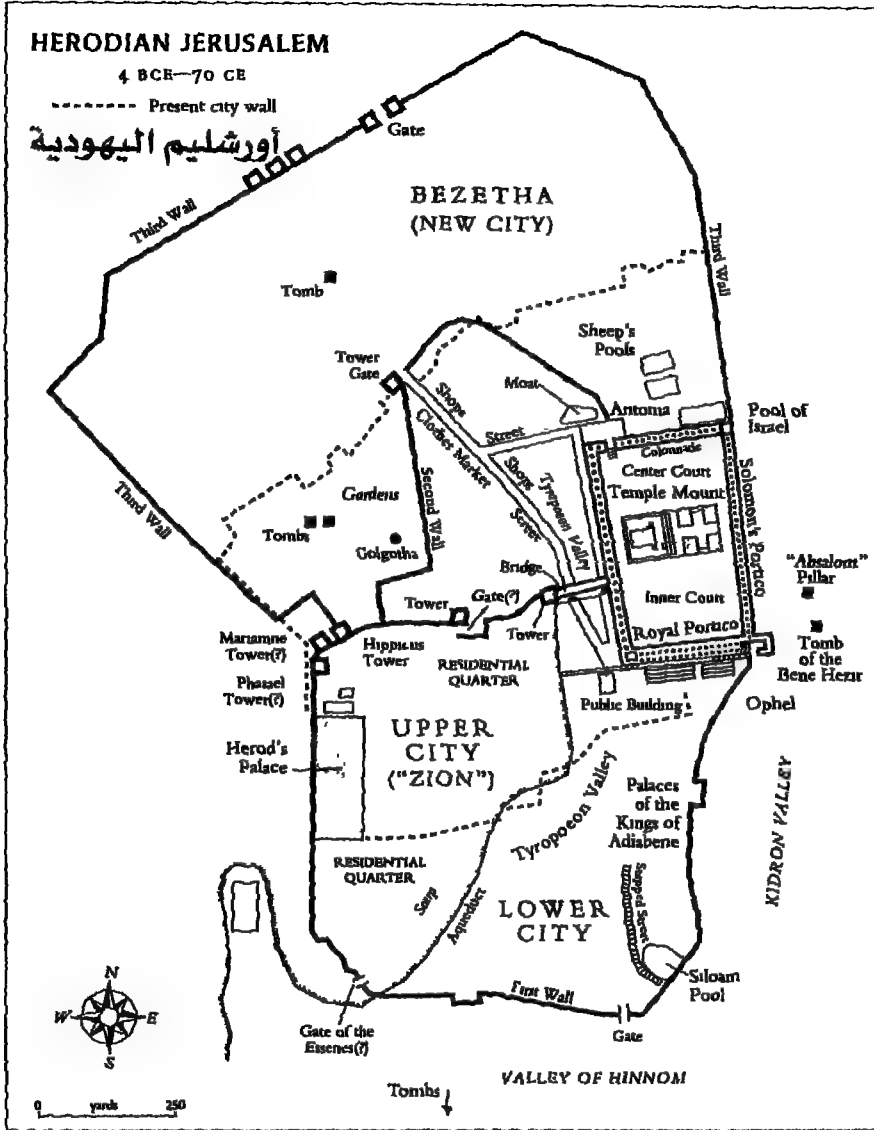 HERODIAN JERUSALEM
4 BCE—70 CE
Present city wall
أورشليم اليهودية
Gate
Third Wall
BEZETHA
(NEW CITY)
Third Wall
Tomb
Sheep's
Pools
Tower
Gate
Shops
Moat
Antonia
Pool of
Israel
Clothes Market
Street
Colonnade
Second Wall
Shops
Tyropoeon Valley
Center Court
Temple Mount
Solomon's Portico
Third Wall
Gardens
Street
Tombs
Golgotha
Bridge
"Absalom"
Pillar
Inner Court
Tower
Gate(?)
Tower
Royal Portico
Mariamne
Tower(?)
Hippicus
Tower
RESIDENTIAL
QUARTER
Tomb
of the
Bene Hezir
Phasael
Tower(?)
Public Building
Ophel
UPPER
CITY
("ZION")
Herod's
Palace
Tyropoeon Valley
Palaces
of the
Kings of
Adiabene
KIDRON VALLEY
RESIDENTIAL
QUARTER
Aqueduct
LOWER
CITY
Stepped Street
Siloam
Pool
First Wall
N
W
E
S
Gate of the
Essenes(?)
Gate
VALLEY OF HINNOM
Tombs
0 yards 250